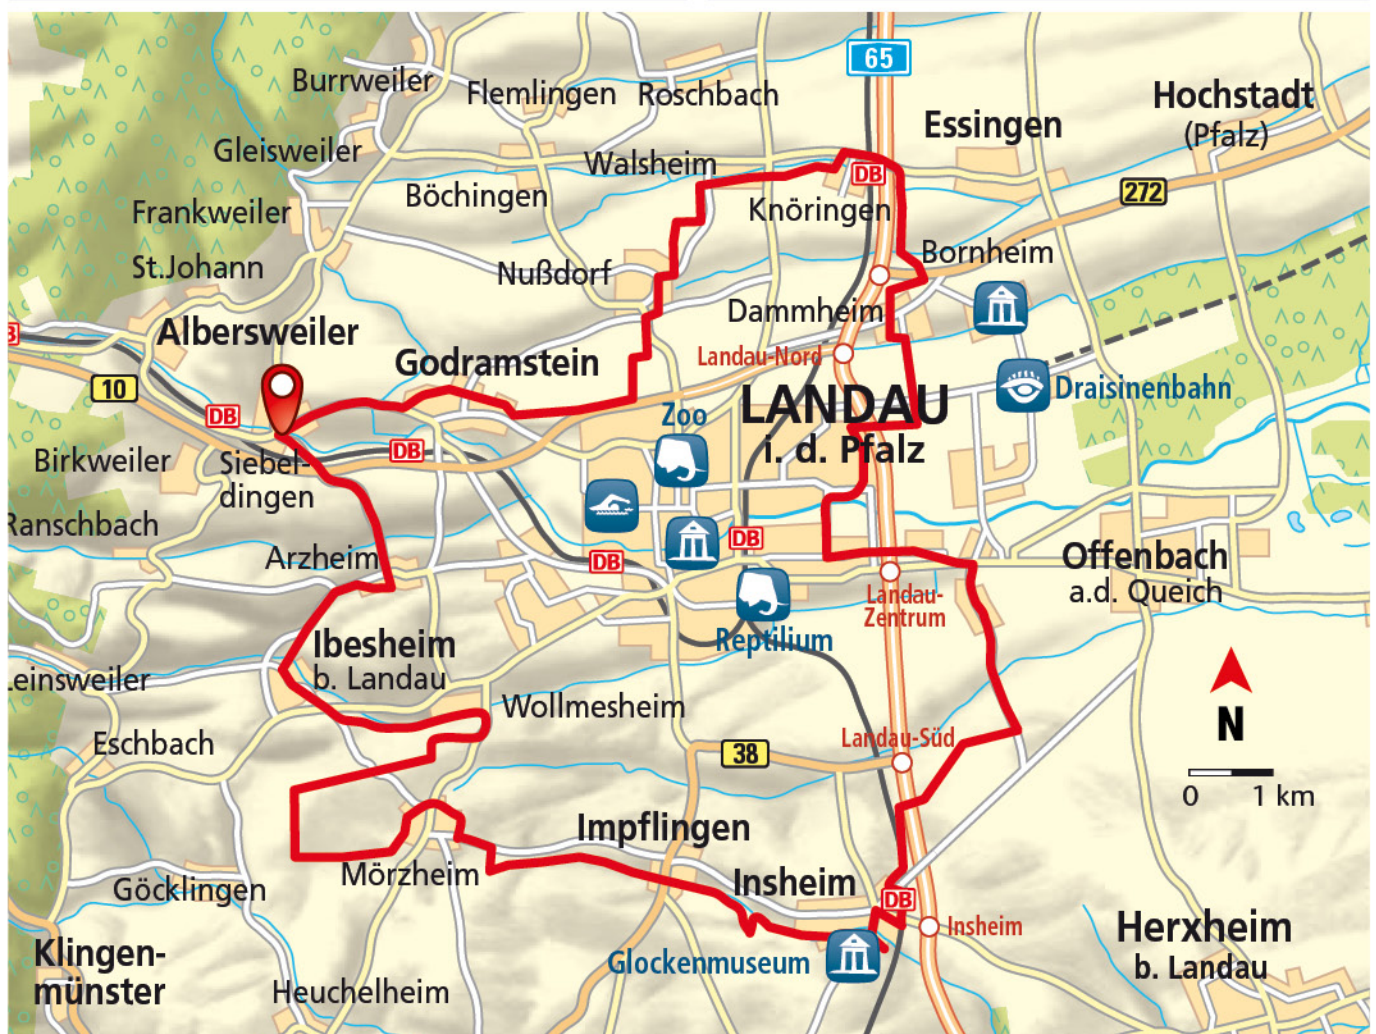 65
Burrweiler
Flemlingen
Roschbach
Hochstadt
(Pfalz)
Essingen
Gleisweiler
Walsheim
DB
Böchingen
272
Frankweiler
Knöringen
Bornheim
St.Johann
Nußdorf
Dammheim
Albersweiler
Godramstein
Landau-Nord
10
Draisinenbahn
DB
Zoo
LANDAU
i. d. Pfalz
DB
Birkweiler
Siebel-
dingen
Ranschbach
Arzheim
DB
DB
Offenbach
a.d. Queich
Landau-
Zentrum
Ibesheim
b. Landau
Reptilium
Leinsweiler
Wollmesheim
N
Eschbach
38
Landau-Süd
0 1 km
Impflingen
Mörzheim
Insheim
Göcklingen
DB
Insheim
Herxheim
b. Landau
Klingen-
münster
Glockenmuseum
Heuchelheim